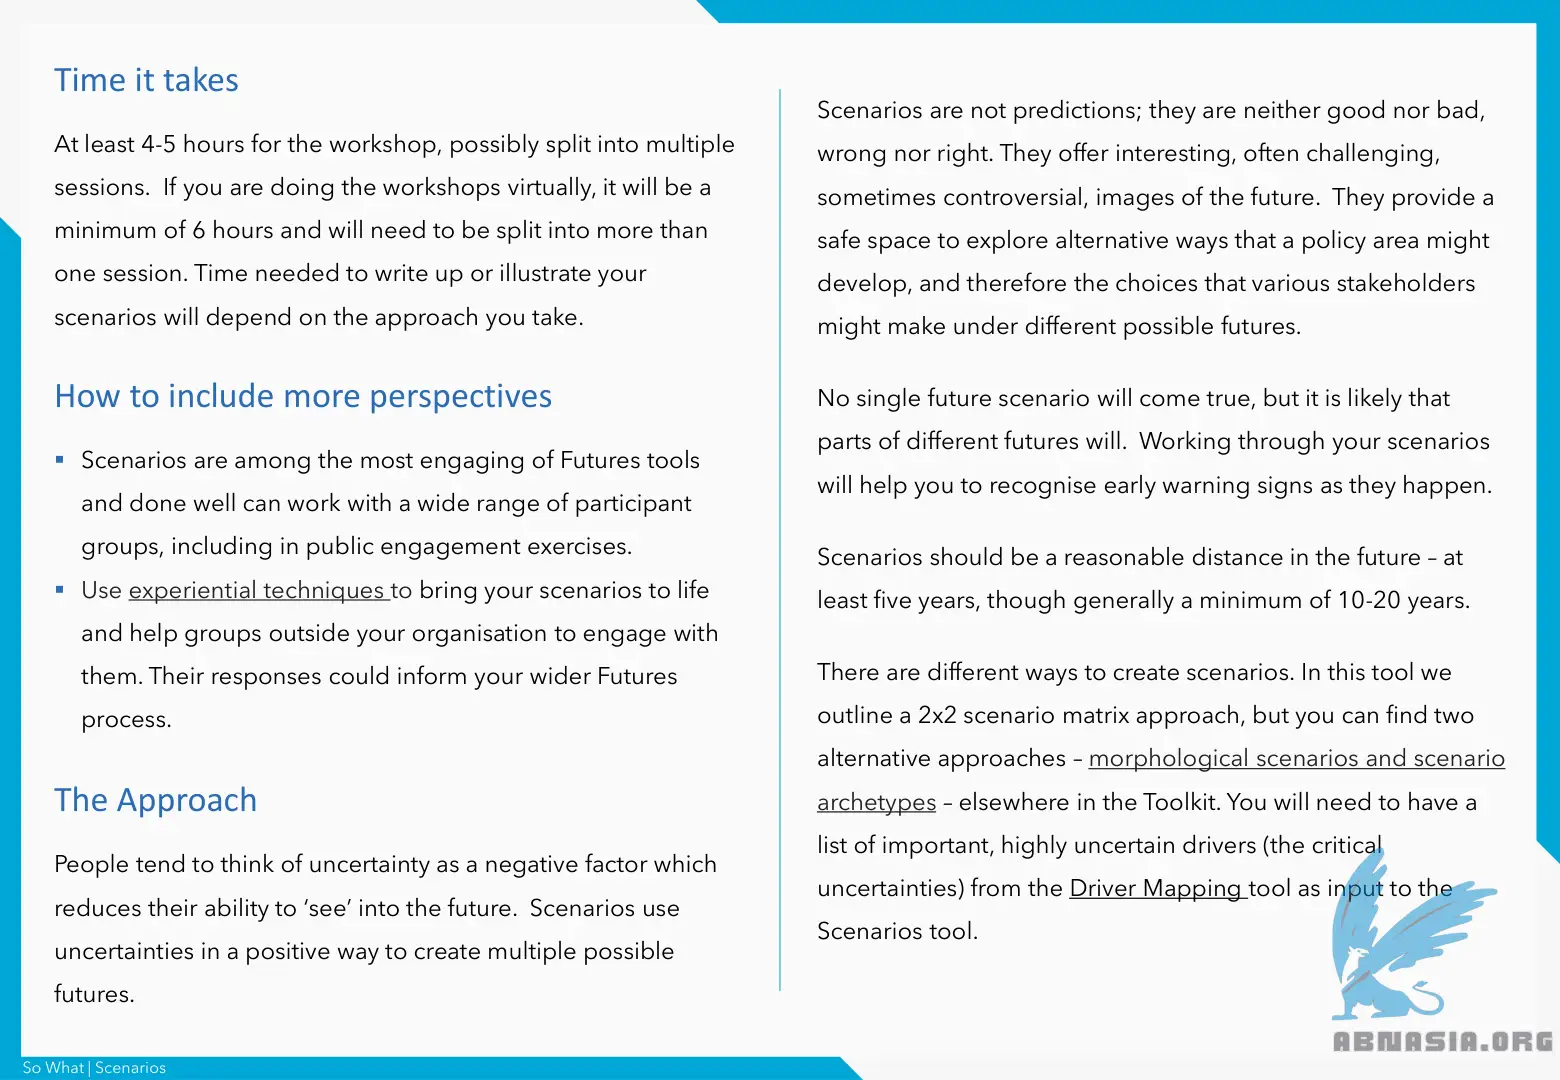 Time it takes
At least 4-5 hours for the workshop, possibly split into multiple
sessions.  If you are doing the workshops virtually, it will be a
minimum of 6 hours and will need to be split into more than
one session. Time needed to write up or illustrate your
scenarios will depend on the approach you take.
How to include more perspectives
▪ Scenarios are among the most engaging of Futures tools
and done well can work with a wide range of participant
groups, including in public engagement exercises.
▪ Use experiential techniques to bring your scenarios to life
and help groups outside your organisation to engage with
them. Their responses could inform your wider Futures
process.
The Approach
People tend to think of uncertainty as a negative factor which
reduces their ability to ‘see’ into the future.  Scenarios use
uncertainties in a positive way to create multiple possible
futures.
Scenarios are not predictions; they are neither good nor bad,
wrong nor right. They offer interesting, often challenging,
sometimes controversial, images of the future.  They provide a
safe space to explore alternative ways that a policy area might
develop, and therefore the choices that various stakeholders
might make under different possible futures.
No single future scenario will come true, but it is likely that
parts of different futures will.  Working through your scenarios
will help you to recognise early warning signs as they happen.
Scenarios should be a reasonable distance in the future – at
least five years, though generally a minimum of 10-20 years.
There are different ways to create scenarios. In this tool we
outline a 2x2 scenario matrix approach, but you can find two
alternative approaches – morphological scenarios and scenario
archetypes – elsewhere in the Toolkit. You will need to have a
list of important, highly uncertain drivers (the critical
uncertainties) from the Driver Mapping tool as input to the
Scenarios tool.
ABNASIA.ORG
So What | Scenarios